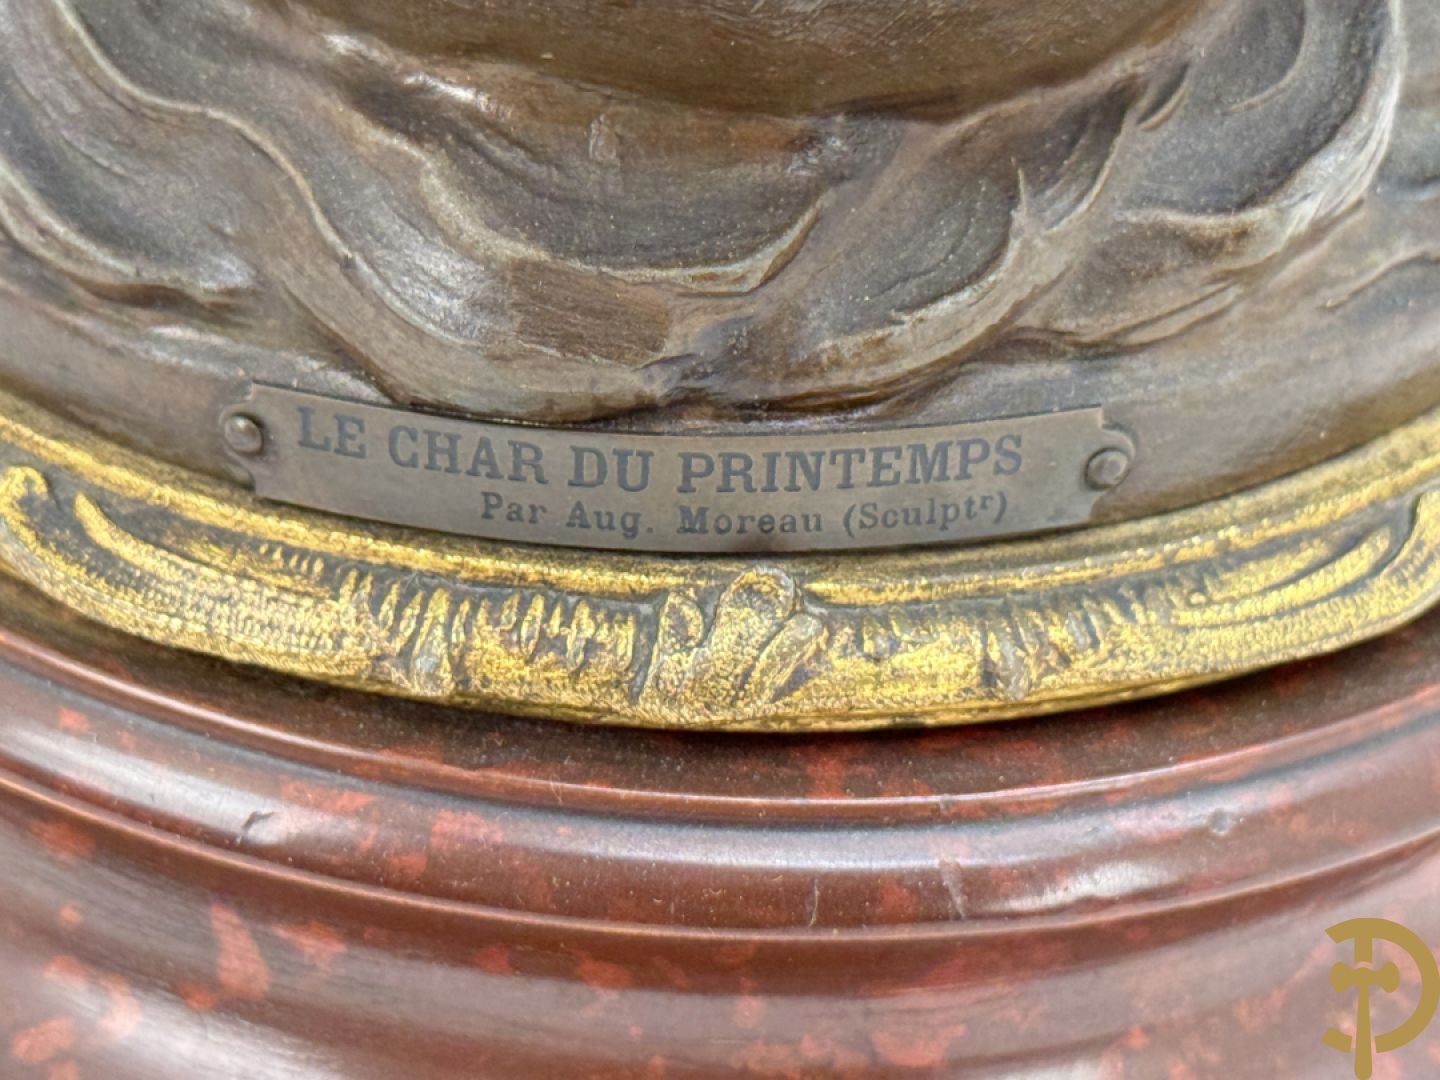 LE CHAR DU PRINTEMPS
Par Aug. Moreau (Sculptr)